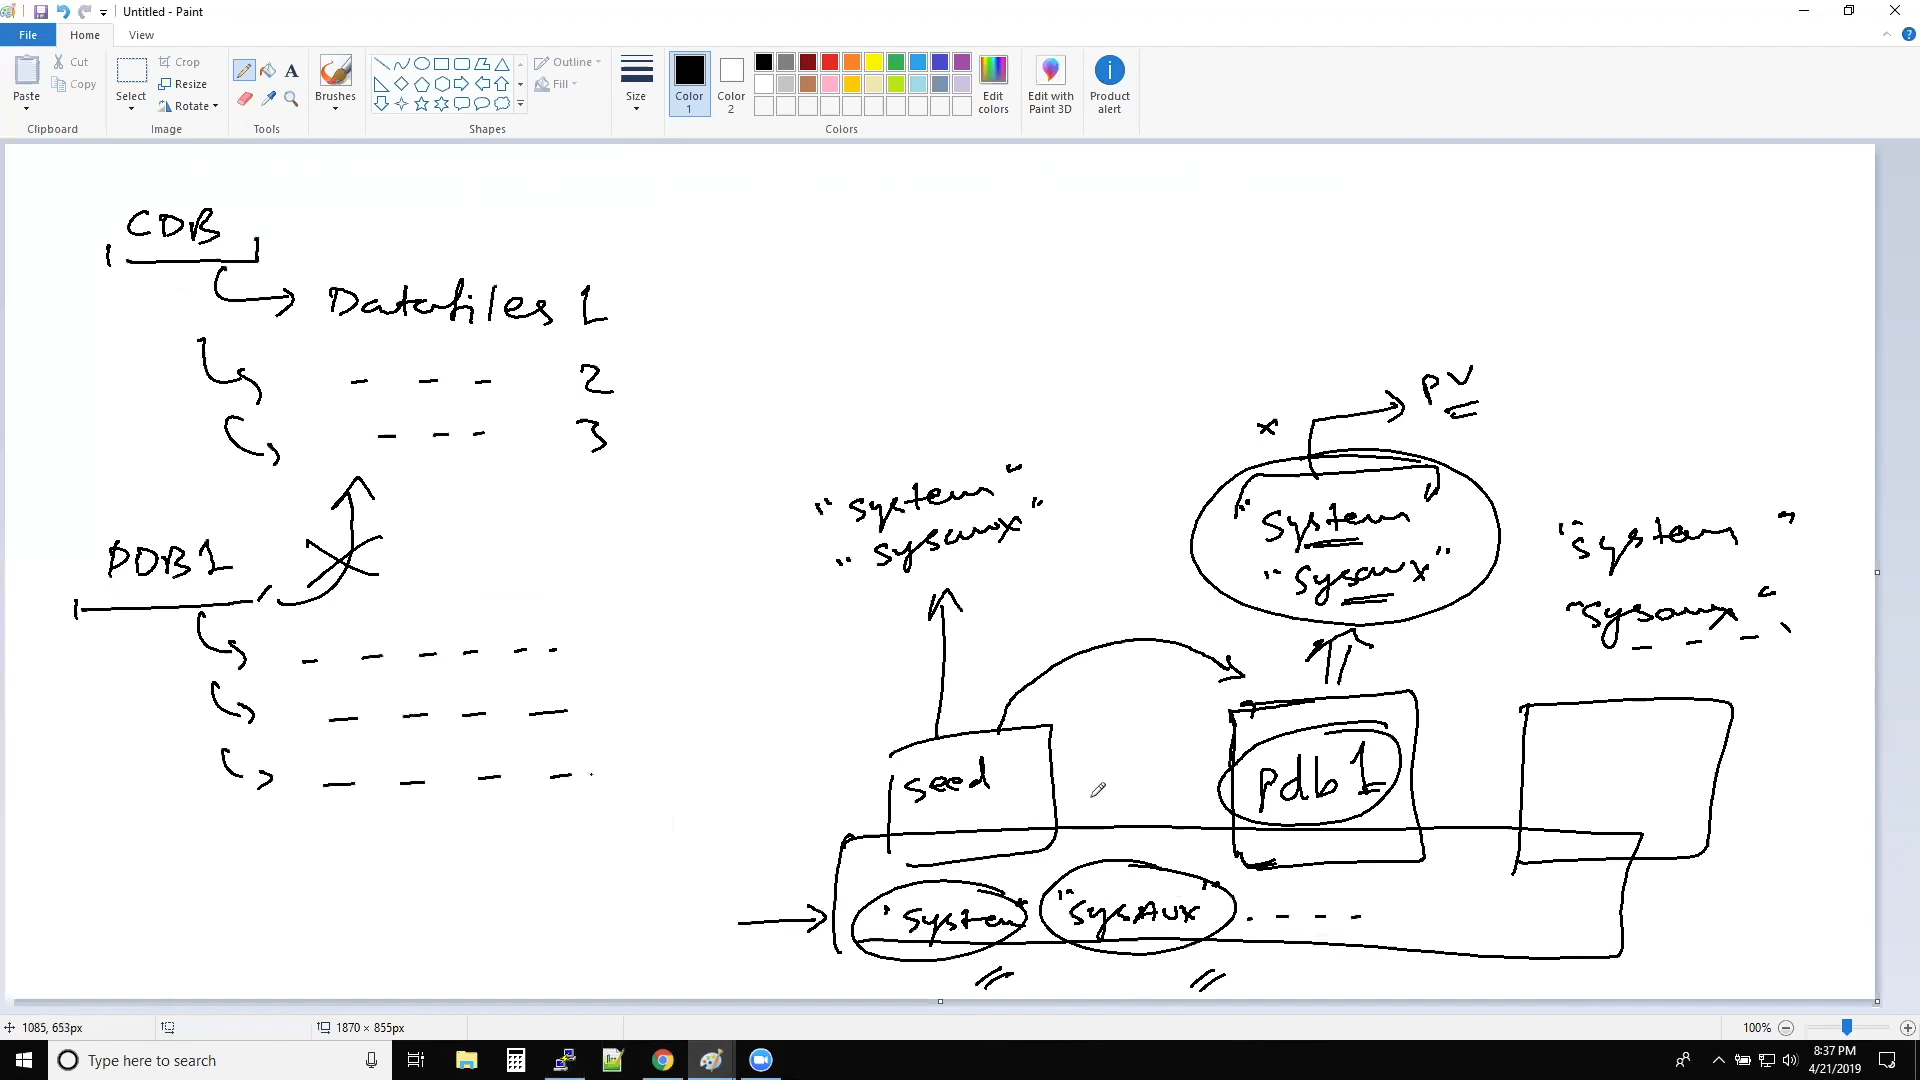 Untitled - Paint
File
Home
View
Paste
Cut
Copy
Clipboard
Select
Crop
Resize
Rotate
Image
A
Tools
Brushes
Outline
Fill
Shapes
Size
Color 1
Color 2
Edit colors
Colors
Edit with Paint 3D
Product alert
CDB
Datafiles 1
- - - 2
- - - 3
PDB1
PV
x
"system"
"sysaux"
"System"
"Sysaux"
"system"
"sysaux"
seed
pdb1
"System" "SysAux" - - - -
1085, 653px
1870 × 855px
100%
Type here to search
8:37 PM
4/21/2019